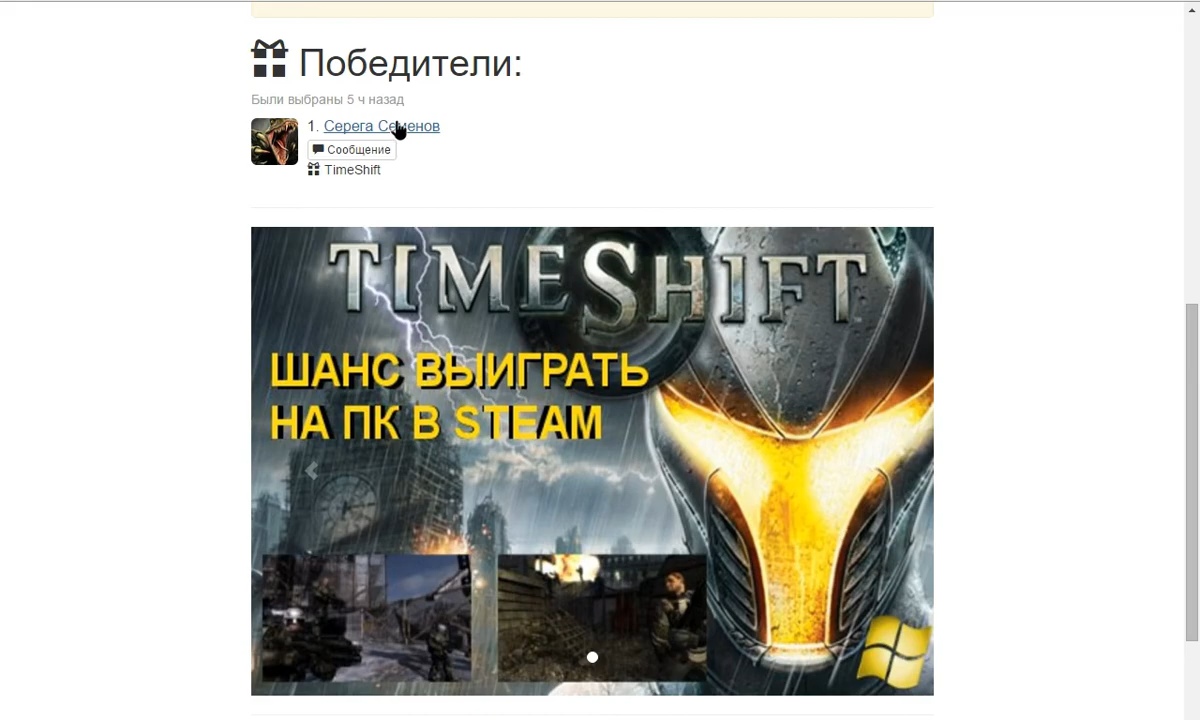 Победители:
Были выбраны 5 ч назад
1. Серега Семенов
Сообщение
TimeShift
TIMESHIFT
ШАНС ВЫИГРАТЬ
НА ПК В STEAM